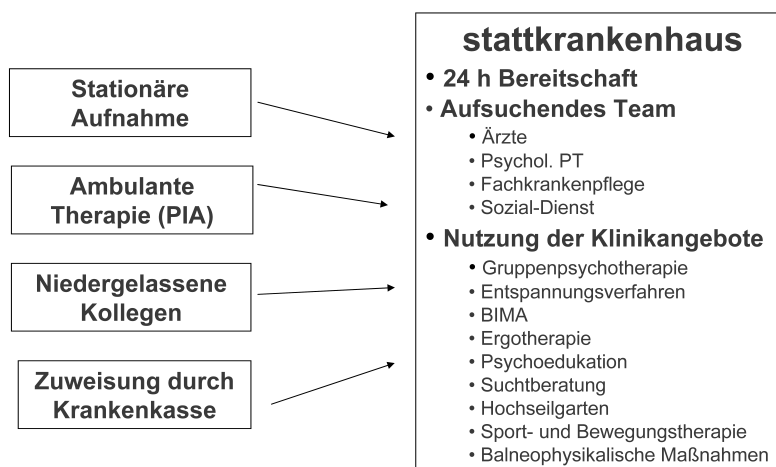 Stationäre
Aufnahme
Ambulante
Therapie (PIA)
Niedergelassene
Kollegen
Zuweisung durch
Krankenkasse
stattkrankenhaus
• 24 h Bereitschaft
• Aufsuchendes Team
• Ärzte
• Psychol. PT
• Fachkrankenpflege
• Sozial-Dienst
• Nutzung der Klinikangebote
• Gruppenpsychotherapie
• Entspannungsverfahren
• BIMA
• Ergotherapie
• Psychoedukation
• Suchtberatung
• Hochseilgarten
• Sport- und Bewegungstherapie
• Balneophysikalische Maßnahmen